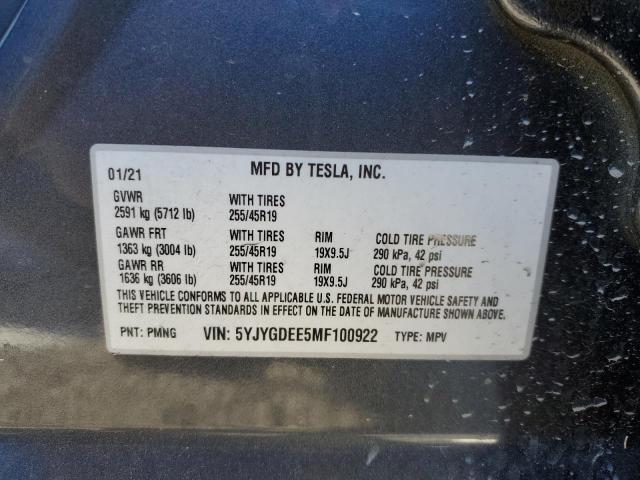 01/21 MFD BY TESLA, INC.
GVWR WITH TIRES
2591 kg (5712 lb) 255/45R19
GAWR FRT WITH TIRES RIM COLD TIRE PRESSURE
1363 kg (3004 lb) 255/45R19 19X9.5J 290 kPa, 42 psi
GAWR RR WITH TIRES RIM COLD TIRE PRESSURE
1636 kg (3606 lb) 255/45R19 19X9.5J 290 kPa, 42 psi
THIS VEHICLE CONFORMS TO ALL APPLICABLE U.S. FEDERAL MOTOR VEHICLE SAFETY AND
THEFT PREVENTION STANDARDS IN EFFECT ON THE DATE OF MANUFACTURE SHOWN ABOVE.
PNT: PMNG VIN: 5YJYGDEE5MF100922 TYPE: MPV